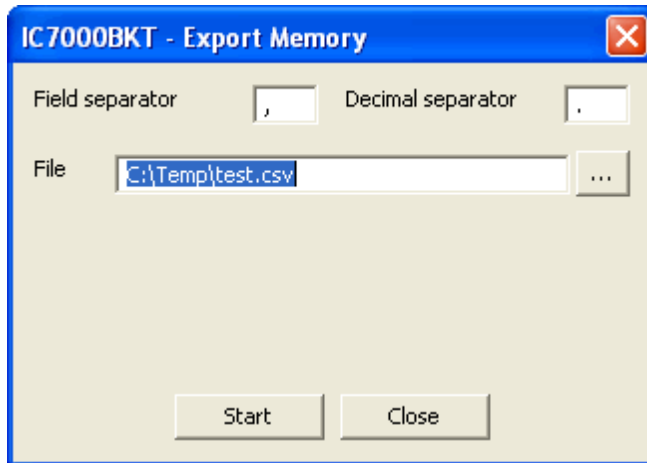 IC7000BKT - Export Memory
Field separator , Decimal separator .
File C:\Temp\test.csv ...
Start Close